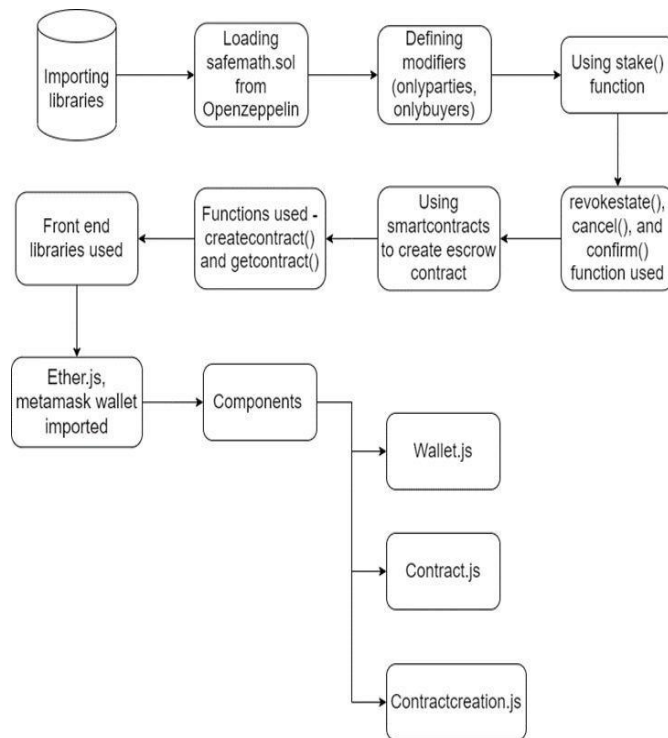 Importing
libraries
Loading
safemath.sol
from
Openzeppelin
Defining
modifiers
(onlyparties,
onlybuyers)
Using stake()
function
Front end
libraries used
Functions used -
createcontract()
and getcontract()
Using
smartcontracts
to create escrow
contract
revokestate(),
cancel(), and
confirm()
function used
Ether.js,
metamask wallet
imported
Components
Wallet.js
Contract.js
Contractcreation.js